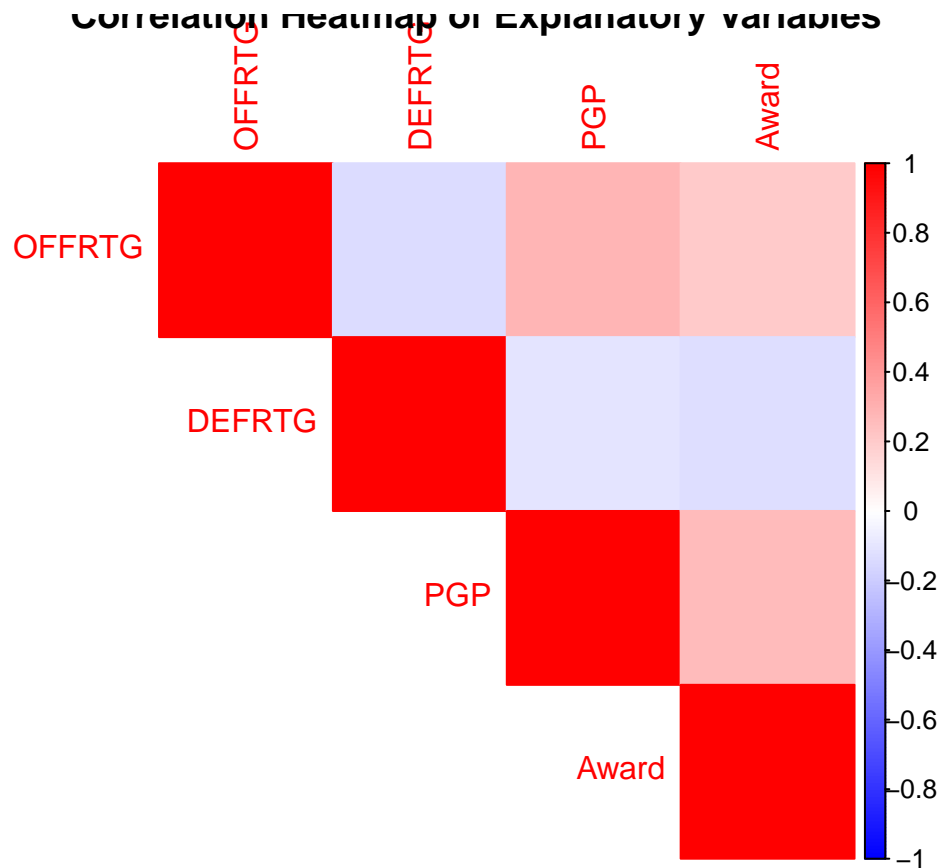 Correlation Heatmap of Explanatory Variables
OFFRTG
DEFRTG
PGP
Award
OFFRTG
DEFRTG
PGP
Award
1
0.8
0.6
0.4
0.2
0
−0.2
−0.4
−0.6
−0.8
−1